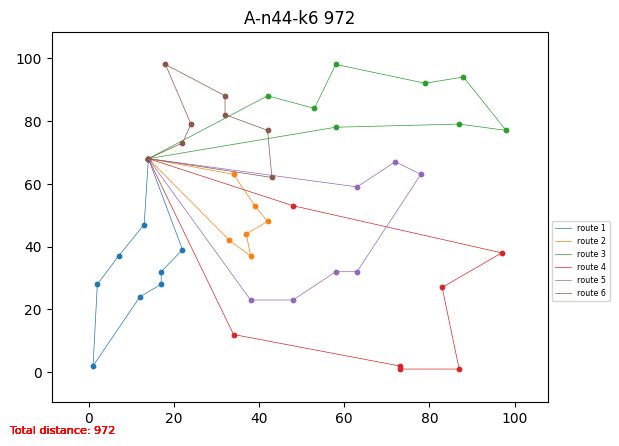 A-n44-k6 972
100
80
60
40
20
0
0 20 40 60 80 100
route 1
route 2
route 3
route 4
route 5
route 6
Total distance: 972